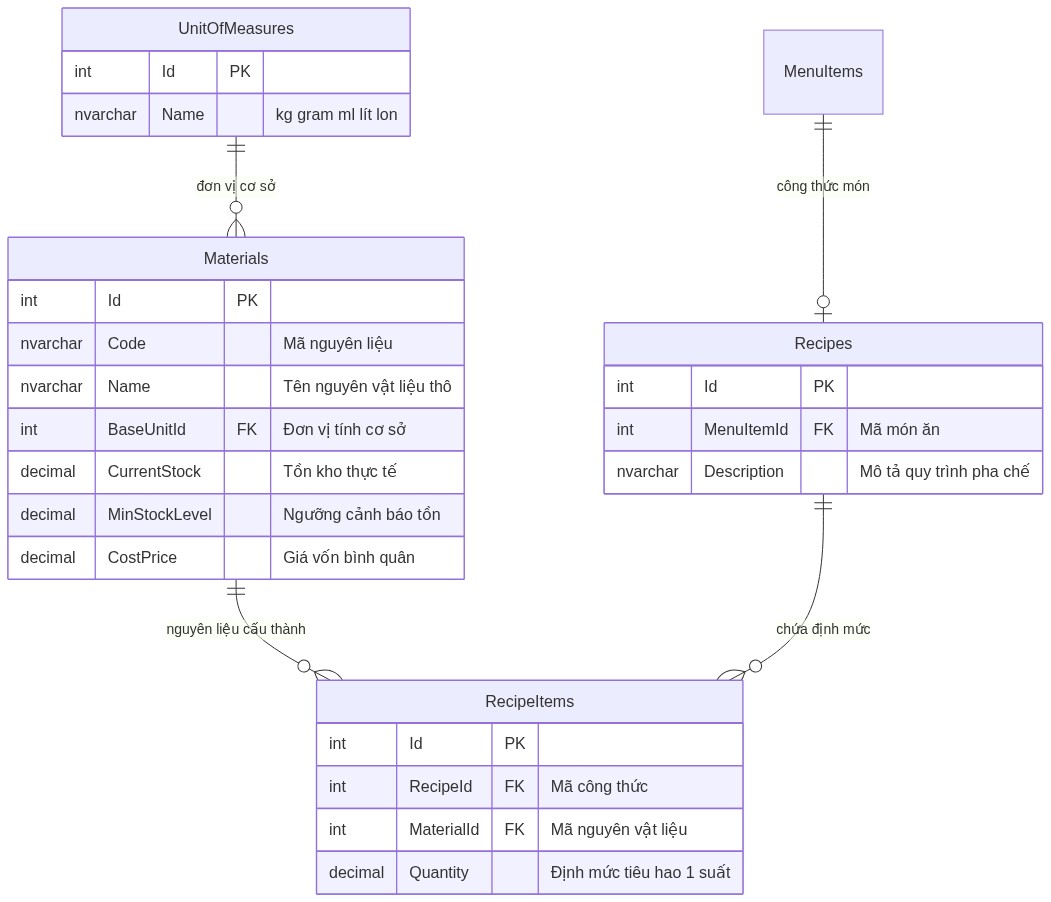 UnitOfMeasures
int Id PK
nvarchar Name kg gram ml lít lon
MenuItems
đơn vị cơ sở
công thức món
Materials
int Id PK
nvarchar Code Mã nguyên liệu
nvarchar Name Tên nguyên vật liệu thô
int BaseUnitId FK Đơn vị tính cơ sở
decimal CurrentStock Tồn kho thực tế
decimal MinStockLevel Ngưỡng cảnh báo tồn
decimal CostPrice Giá vốn bình quân
Recipes
int Id PK
int MenuItemId FK Mã món ăn
nvarchar Description Mô tả quy trình pha chế
nguyên liệu cấu thành
chứa định mức
RecipeItems
int Id PK
int RecipeId FK Mã công thức
int MaterialId FK Mã nguyên vật liệu
decimal Quantity Định mức tiêu hao 1 suất